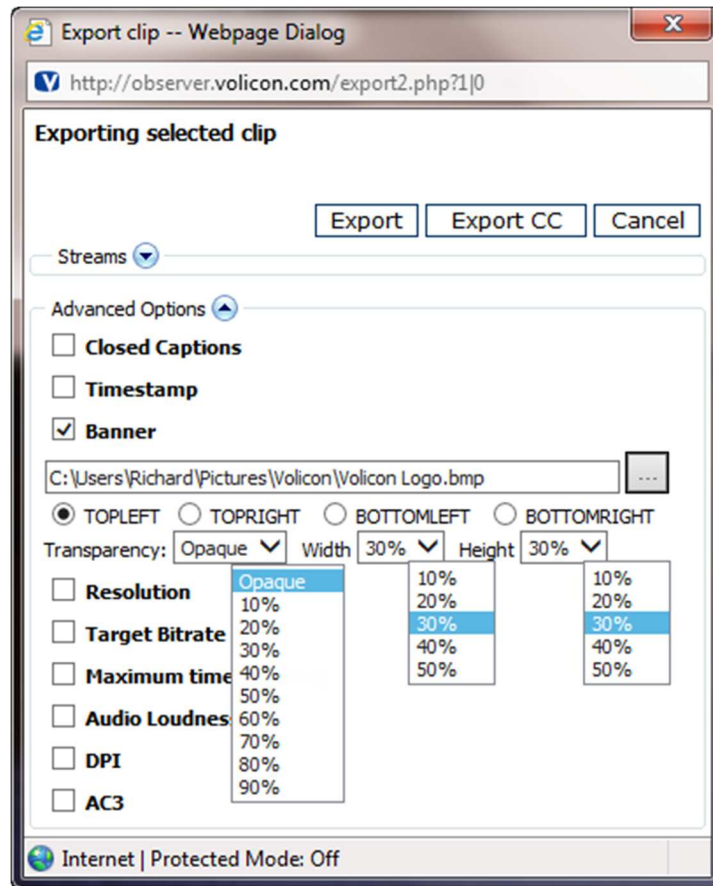 Export clip -- Webpage Dialog
http://observer.volicon.com/export2.php?1|0
Exporting selected clip
Export Export CC Cancel
Streams
Advanced Options
Closed Captions
Timestamp
Banner
C:\Users\Richard\Pictures\Volicon\Volicon Logo.bmp ...
TOPLEFT TOPRIGHT BOTTOMLEFT BOTTOMRIGHT
Transparency: Opaque Width 30% Height 30%
Resolution
Target Bitrate
Maximum time
Audio Loudnes
DPI
AC3
Opaque
10%
20%
30%
40%
50%
60%
70%
80%
90%
10%
20%
30%
40%
50%
10%
20%
30%
40%
50%
Internet | Protected Mode: Off